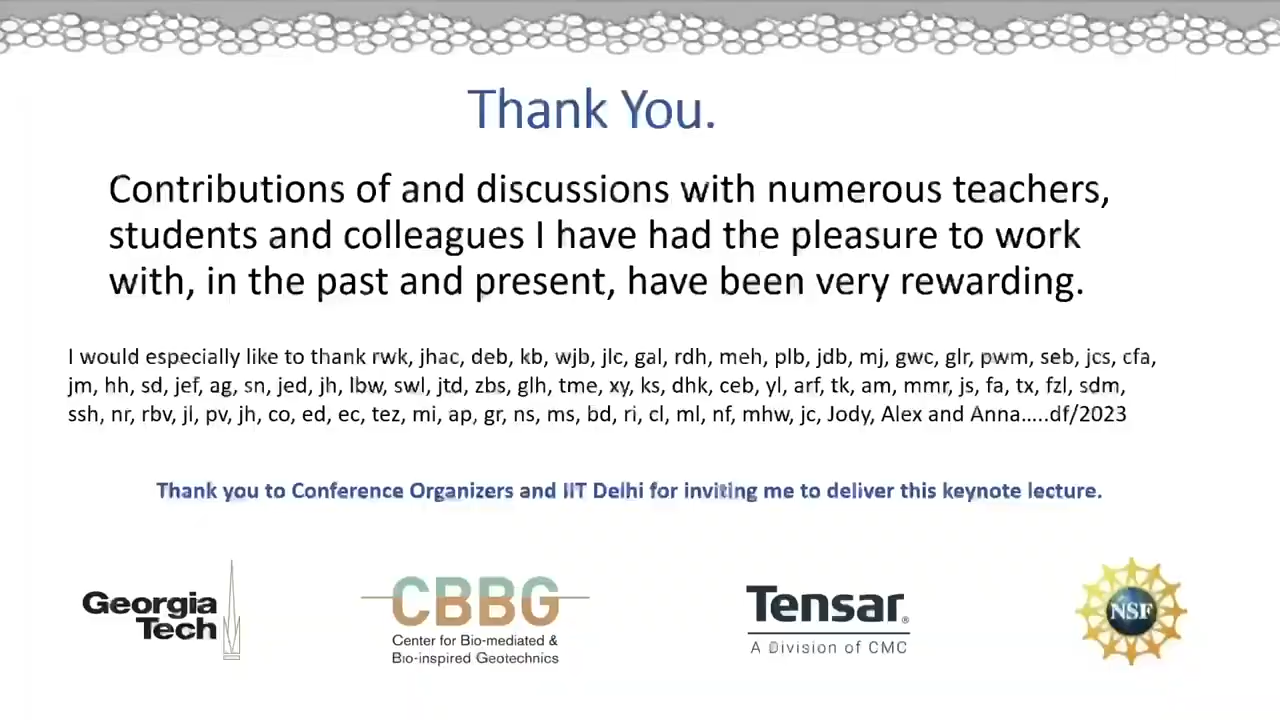 Thank You.
Contributions of and discussions with numerous teachers,
students and colleagues I have had the pleasure to work
with, in the past and present, have been very rewarding.
I would especially like to thank rwk, jhac, deb, kb, wjb, jlc, gal, rdh, meh, plb, jdb, mj, gwc, glr, pwm, seb, jcs, cfa,
jm, hh, sd, jef, ag, sn, jed, jh, lbw, swl, jtd, zbs, glh, tme, xy, ks, dhk, ceb, yl, arf, tk, am, mmr, js, fa, tx, fzl, sdm,
ssh, nr, rbv, jl, pv, jh, co, ed, ec, tez, mi, ap, gr, ns, ms, bd, ri, cl, ml, nf, mhw, jc, Jody, Alex and Anna.....df/2023
Thank you to Conference Organizers and IIT Delhi for inviting me to deliver this keynote lecture.
Georgia
Tech
CBBG
Center for Bio-mediated &
Bio-inspired Geotechnics
Tensar®
A Division of CMC
NSF